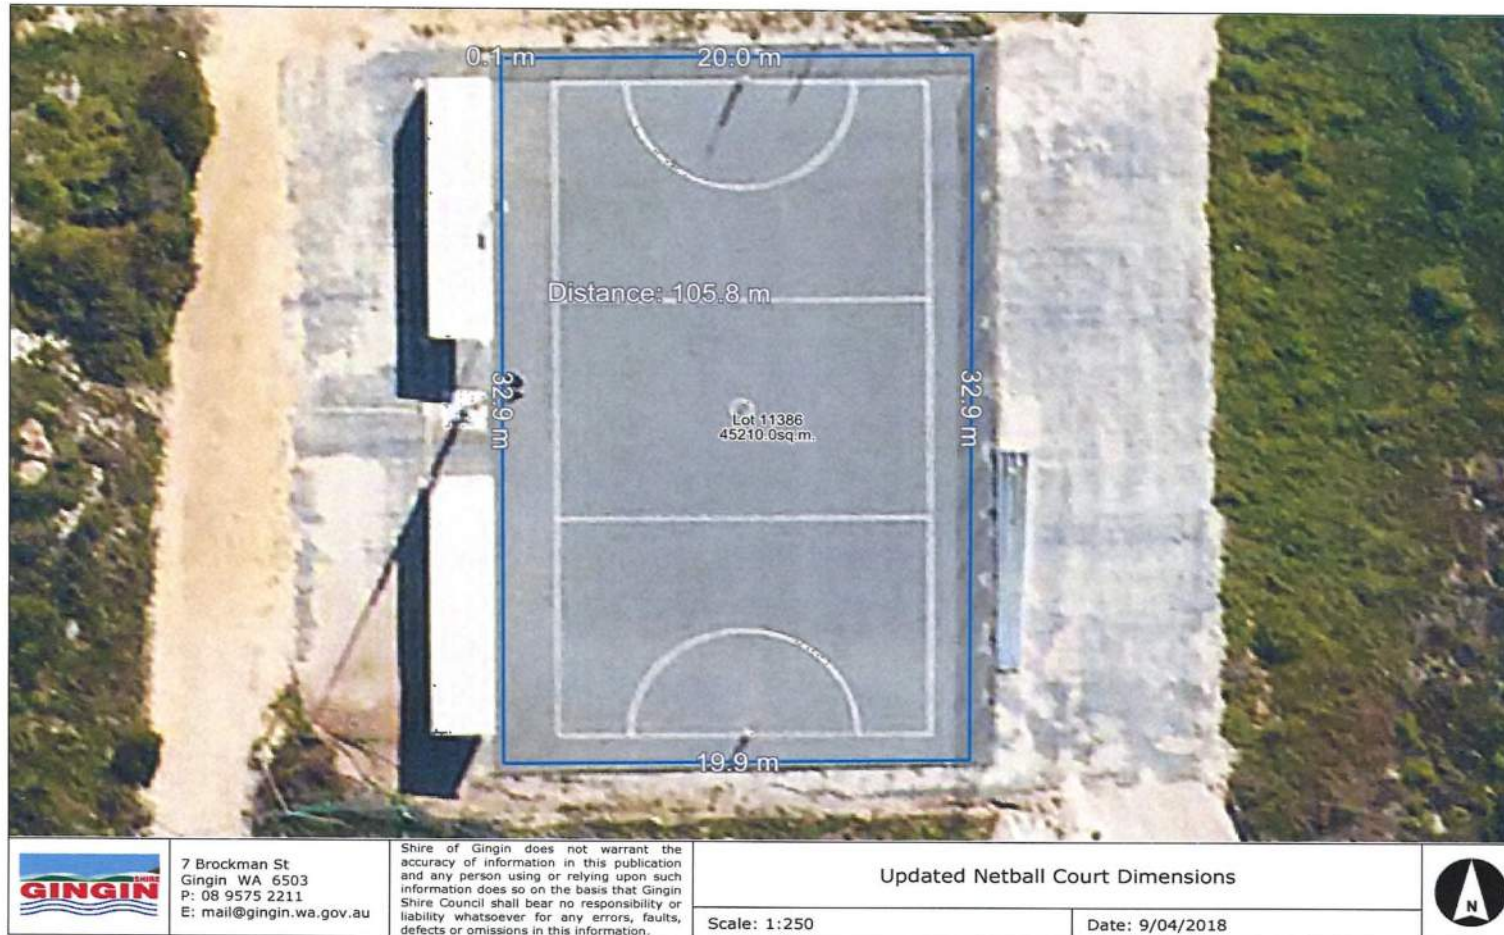 0.1 m
20.0 m
Distance: 105.8 m
32.9 m
32.9 m
Lot 11386
45210.0sq.m.
19.9 m
GINGIN SHIRE
7 Brockman St
Gingin WA 6503
P: 08 9575 2211
E: mail@gingin.wa.gov.au
Shire of Gingin does not warrant the
accuracy of information in this publication
and any person using or relying upon such
information does so on the basis that Gingin
Shire Council shall bear no responsibility or
liability whatsoever for any errors, faults,
defects or omissions in this information.
Updated Netball Court Dimensions
Scale: 1:250
Date: 9/04/2018
N